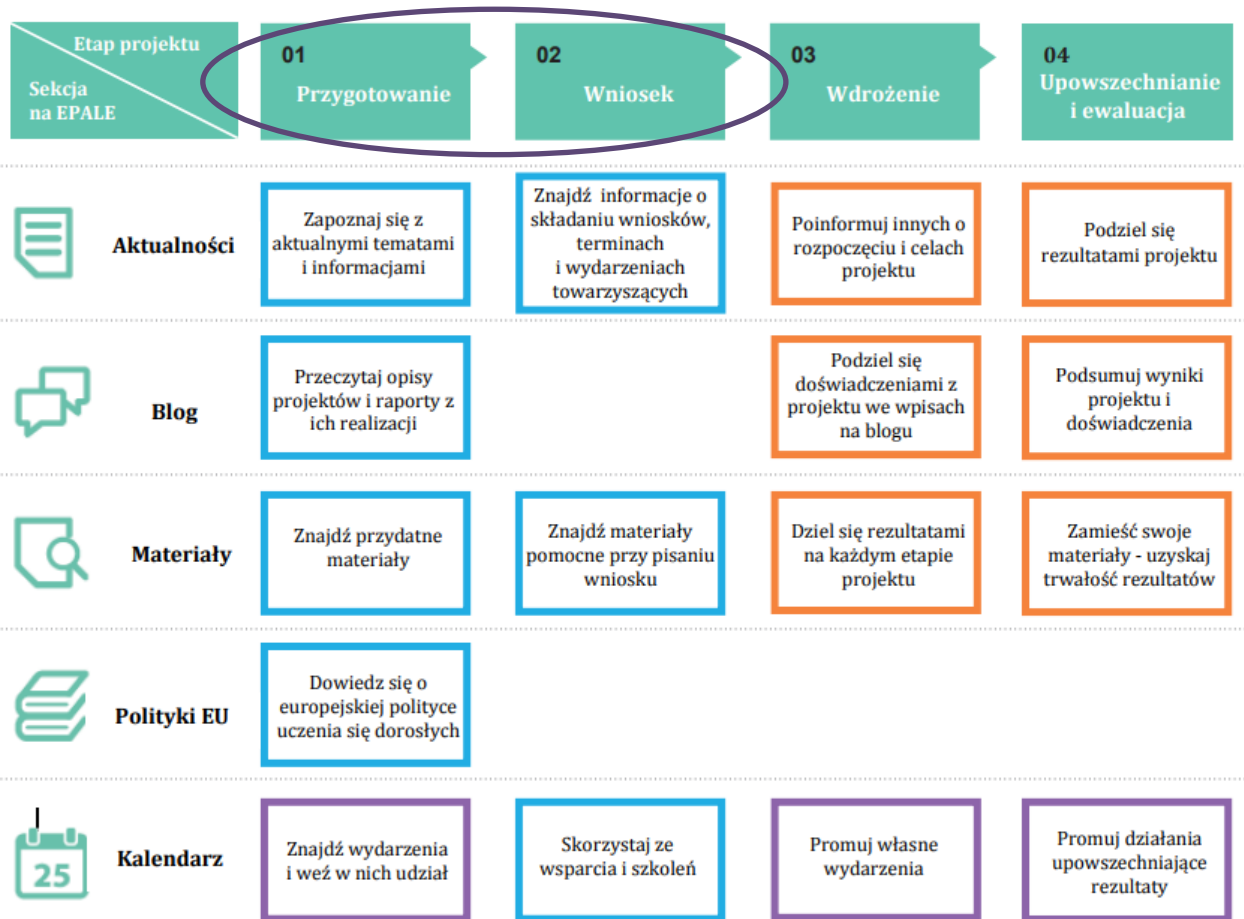 Etap projektu
Sekcja
na EPALE
01
Przygotowanie
02
Wniosek
03
Wdrożenie
04
Upowszechnianie
i ewaluacja
Aktualności
Zapoznaj się z
aktualnymi tematami
i informacjami
Znajdź informacje o
składaniu wniosków,
terminach
i wydarzeniach
towarzyszących
Poinformuj innych o
rozpoczęciu i celach
projektu
Podziel się
rezultatami projektu
Blog
Przeczytaj opisy
projektów i raporty z
ich realizacji
Podziel się
doświadczeniami z
projektu we wpisach
na blogu
Podsumuj wyniki
projektu i
doświadczenia
Materiały
Znajdź przydatne
materiały
Znajdź materiały
pomocne przy pisaniu
wniosku
Dziel się rezultatami
na każdym etapie
projektu
Zamieść swoje
materiały - uzyskaj
trwałość rezultatów
Polityki EU
Dowiedz się o
europejskiej polityce
uczenia się dorosłych
25
Kalendarz
Znajdź wydarzenia
i weź w nich udział
Skorzystaj ze
wsparcia i szkoleń
Promuj własne
wydarzenia
Promuj działania
upowszechniające
rezultaty